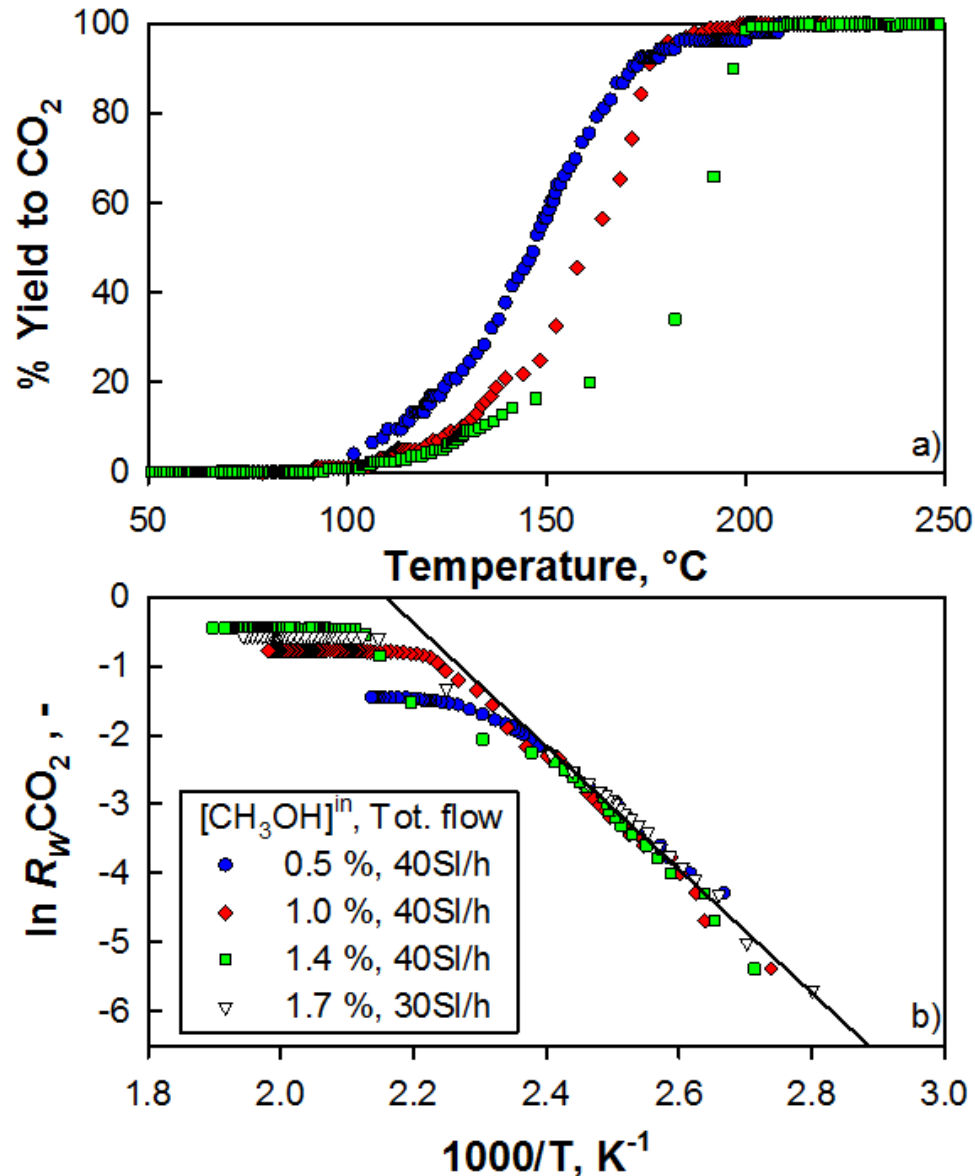 100
80
60
40
20
0
% Yield to CO2
a)
50 100 150 200 250
Temperature, °C
0
-1
-2
-3
-4
-5
-6
ln RwCO2 , -
[CH3OH]in, Tot. flow
0.5 %, 40Sl/h
1.0 %, 40Sl/h
1.4 %, 40Sl/h
1.7 %, 30Sl/h
b)
1.8 2.0 2.2 2.4 2.6 2.8 3.0
1000/T, K-1